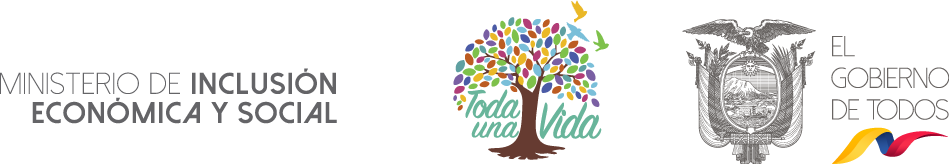 MINISTERIO DE INCLUSIÓN
ECONÓMICA Y SOCIAL
Toda
una Vida
EL
GOBIERNO
DE TODOS